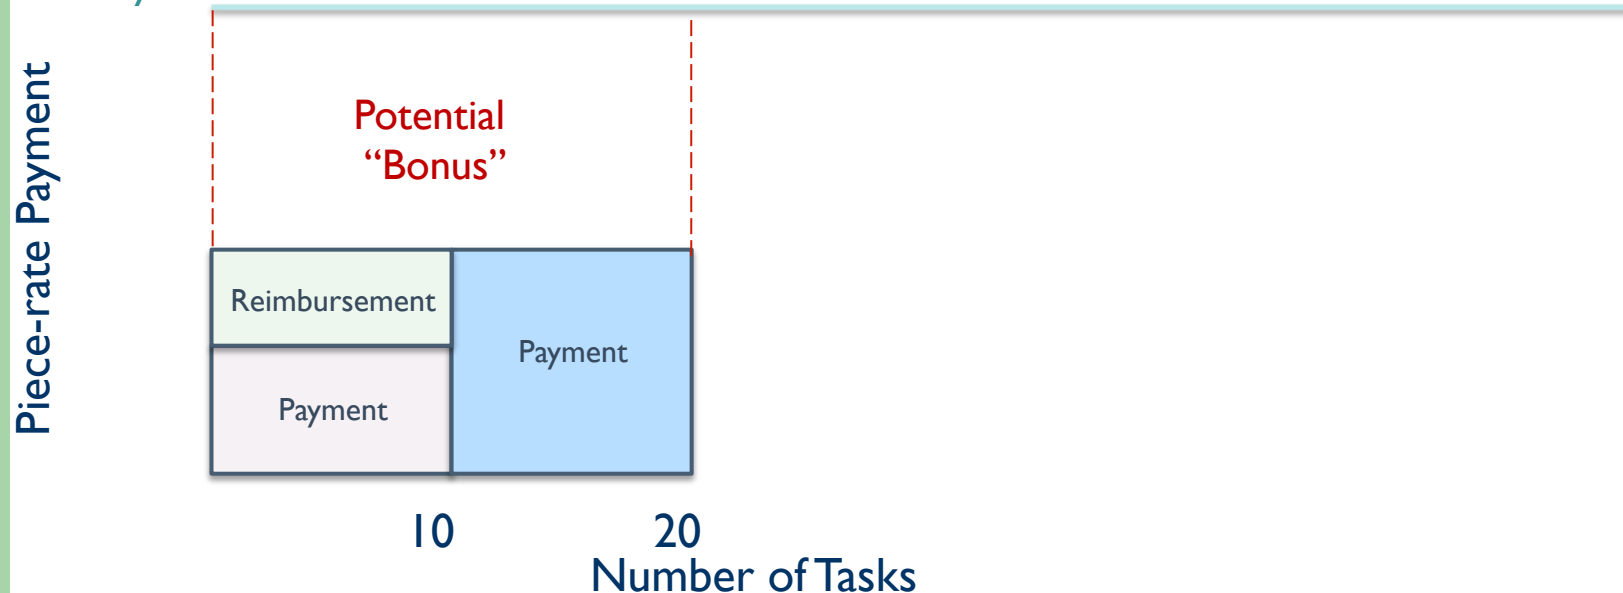 Piece-rate Payment
Potential
“Bonus”
Reimbursement
Payment
Payment
10
20
Number of Tasks